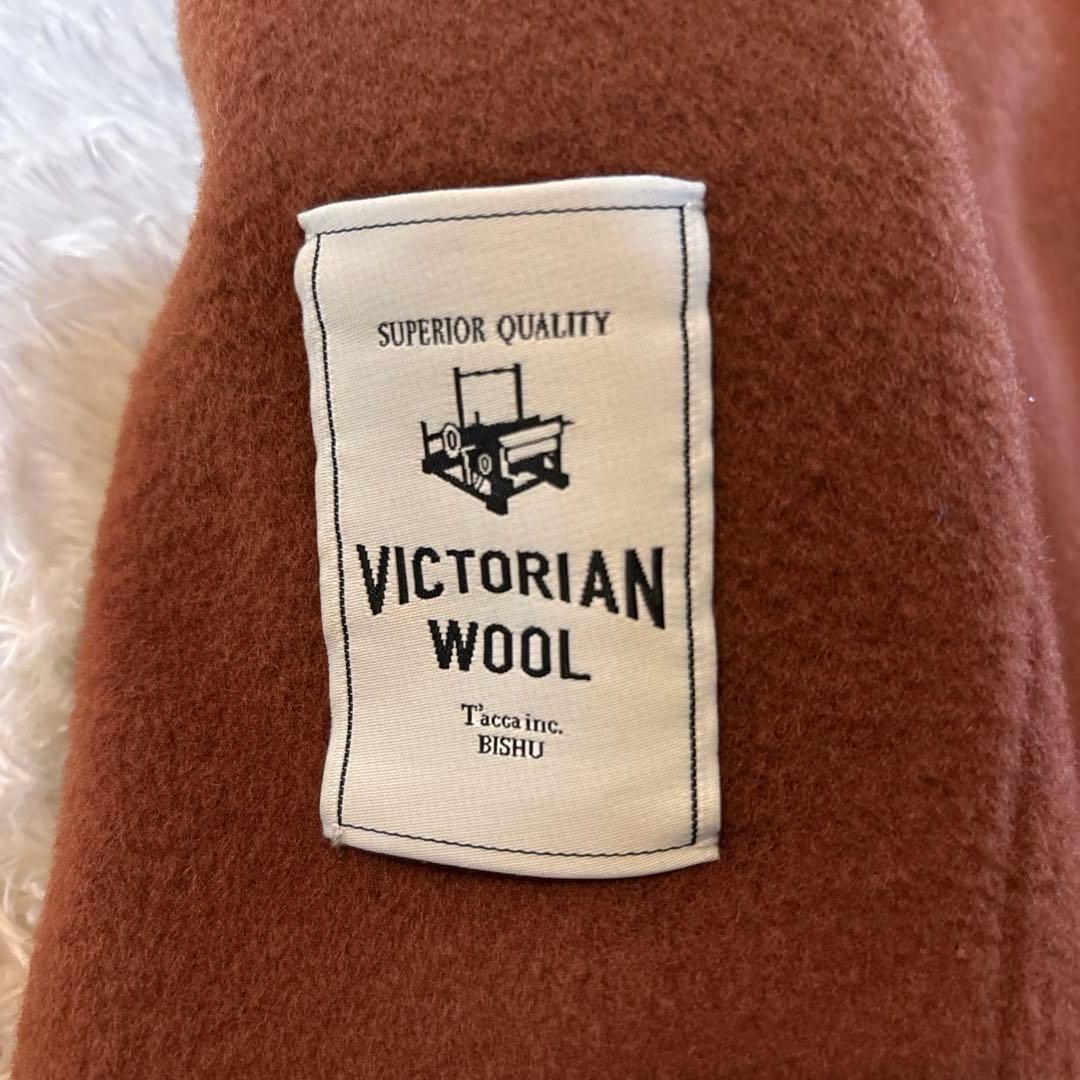 SUPERIOR QUALITY
VICTORIAN
WOOL
T'acca inc.
BISHU